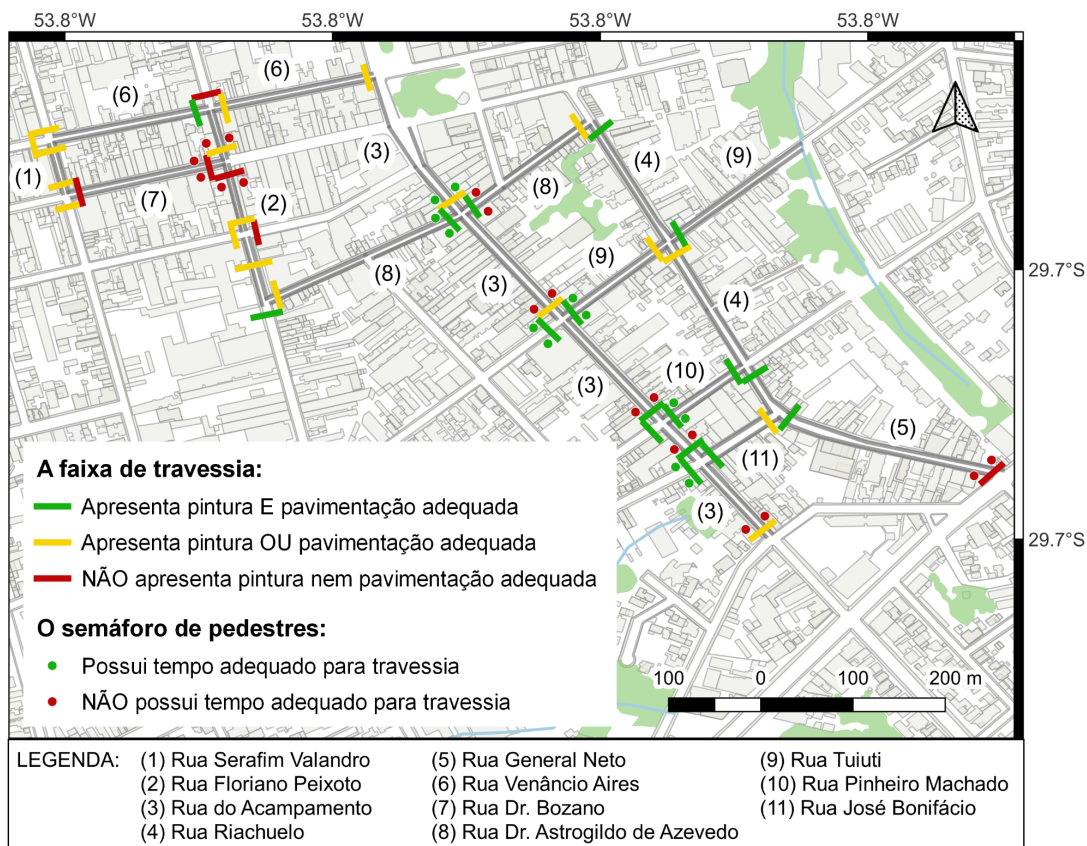 53.8°W 53.8°W 53.8°W 53.8°W
(6)
(6)
(3)
(4)
(9)
(1)
(7)
(8)
(2)
(9)
(8)
(3)
29.7°S
(4)
(3)
(10)
(5)
(11)
(3)
29.7°S
A faixa de travessia:
Apresenta pintura E pavimentação adequada
Apresenta pintura OU pavimentação adequada
NÃO apresenta pintura nem pavimentação adequada
O semáforo de pedestres:
Possui tempo adequado para travessia
NÃO possui tempo adequado para travessia
100 0 100 200 m
LEGENDA:
(1) Rua Serafim Valandro
(2) Rua Floriano Peixoto
(3) Rua do Acampamento
(4) Rua Riachuelo
(5) Rua General Neto
(6) Rua Venâncio Aires
(7) Rua Dr. Bozano
(8) Rua Dr. Astrogildo de Azevedo
(9) Rua Tuiuti
(10) Rua Pinheiro Machado
(11) Rua José Bonifácio